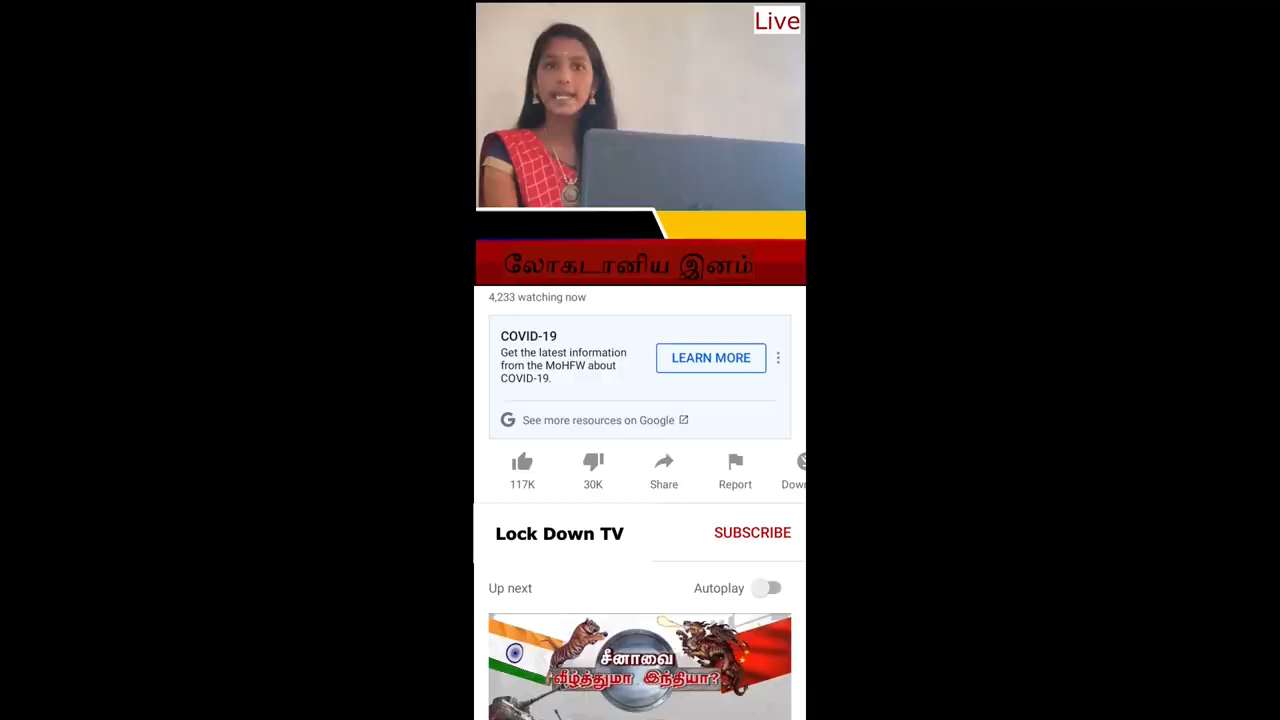 Live
லோகடானிய இனம்
4,233 watching now
COVID-19
Get the latest information
from the MoHFW about
COVID-19.
LEARN MORE
See more resources on Google
117K
30K
Share
Report
Down
Lock Down TV
SUBSCRIBE
Up next
Autoplay
சீனாவை
வீழ்த்துமா இந்தியா?